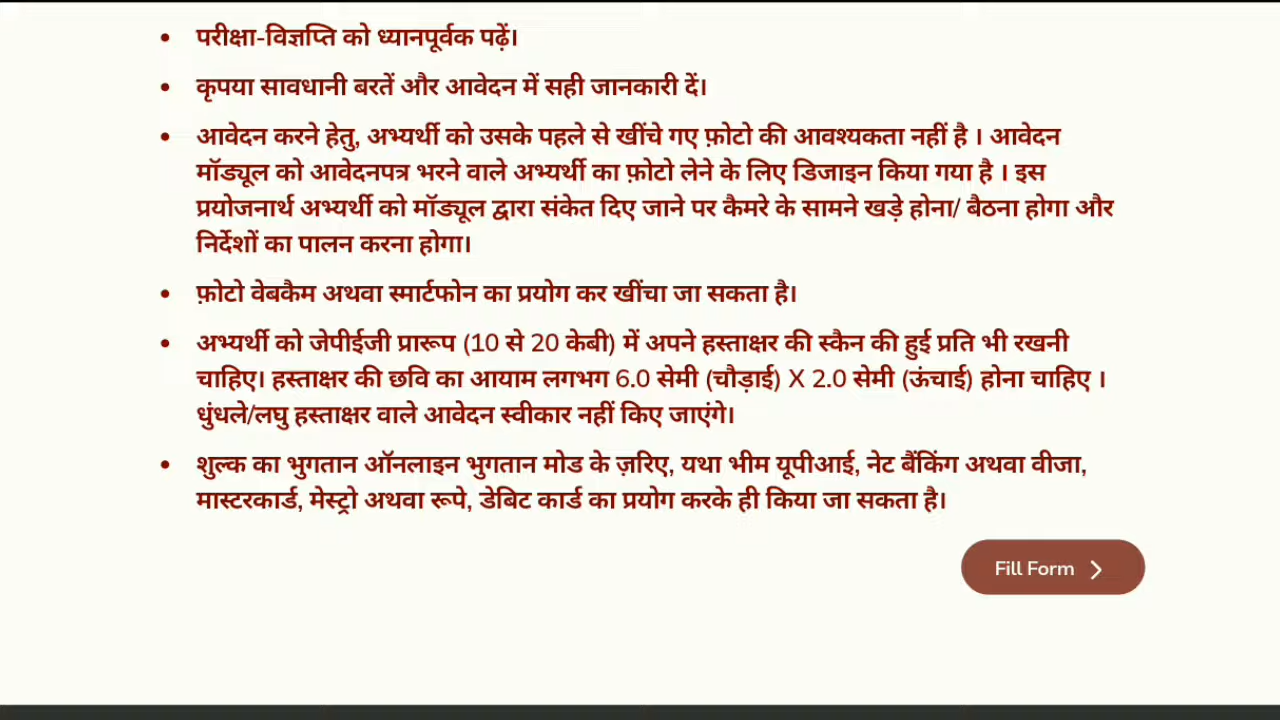 परीक्षा-विज्ञप्ति को ध्यानपूर्वक पढ़ें।
कृपया सावधानी बरतें और आवेदन में सही जानकारी दें।
आवेदन करने हेतु, अभ्यर्थी को उसके पहले से खींचे गए फ़ोटो की आवश्यकता नहीं है । आवेदन
मॉड्यूल को आवेदनपत्र भरने वाले अभ्यर्थी का फ़ोटो लेने के लिए डिजाइन किया गया है । इस
प्रयोजनार्थ अभ्यर्थी को मॉड्यूल द्वारा संकेत दिए जाने पर कैमरे के सामने खड़े होना/ बैठना होगा और
निर्देशों का पालन करना होगा।
फ़ोटो वेबकैम अथवा स्मार्टफोन का प्रयोग कर खींचा जा सकता है।
अभ्यर्थी को जेपीईजी प्रारूप (10 से 20 केबी) में अपने हस्ताक्षर की स्कैन की हुई प्रति भी रखनी
चाहिए। हस्ताक्षर की छवि का आयाम लगभग 6.0 सेमी (चौड़ाई) X 2.0 सेमी (ऊंचाई) होना चाहिए ।
धुंधले/लघु हस्ताक्षर वाले आवेदन स्वीकार नहीं किए जाएंगे।
शुल्क का भुगतान ऑनलाइन भुगतान मोड के ज़रिए, यथा भीम यूपीआई, नेट बैंकिंग अथवा वीजा,
मास्टरकार्ड, मेस्ट्रो अथवा रूपे, डेबिट कार्ड का प्रयोग करके ही किया जा सकता है।
Fill Form